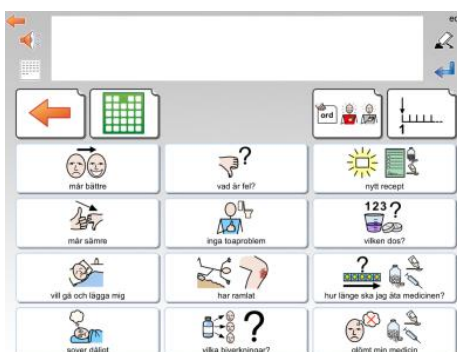 ord
1
mår bättre
vad är fel?
nytt recept
123?
mår sämre
inga toaproblem
vilken dos?
vill gå och lägga mig
har ramlat
hur länge ska jag äta medicinen?
sover dåligt
vilka biverkningar?
glömt min medicin